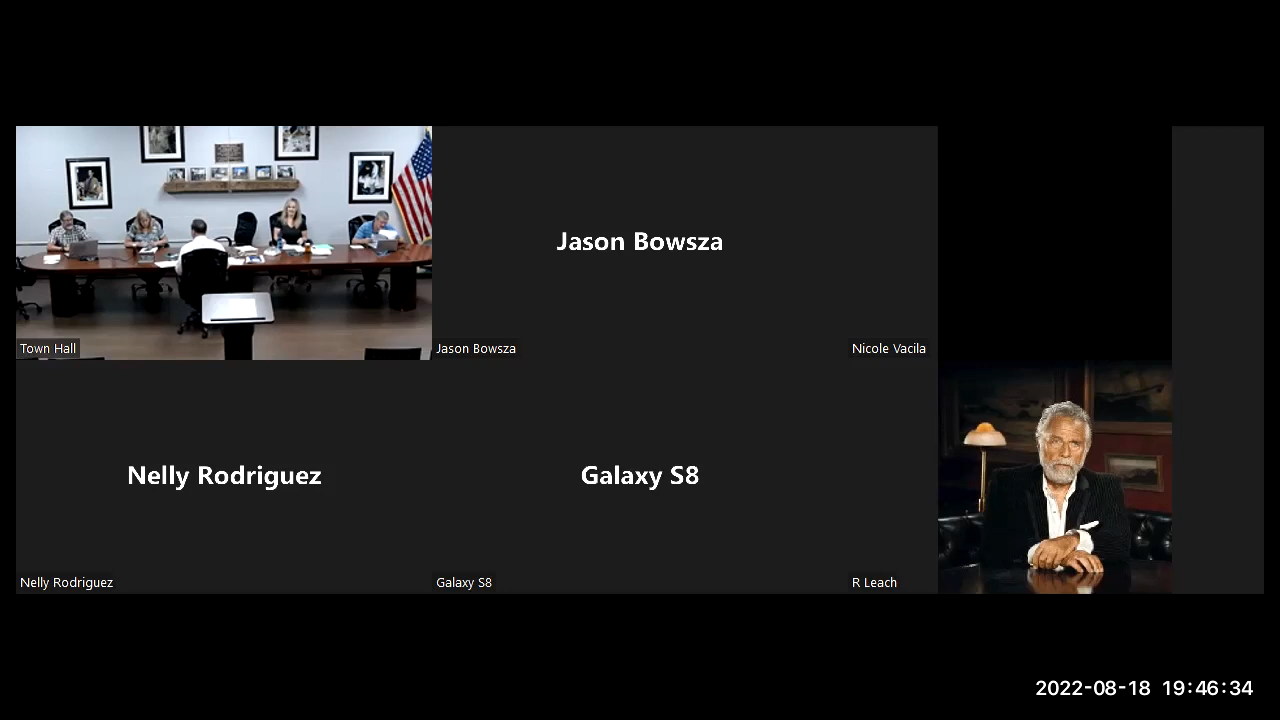 Jason Bowsza
Town Hall
Jason Bowsza
Nicole Vacila
Nelly Rodriguez
Galaxy S8
Nelly Rodriguez
Galaxy S8
R Leach
2022-08-18 19:46:34